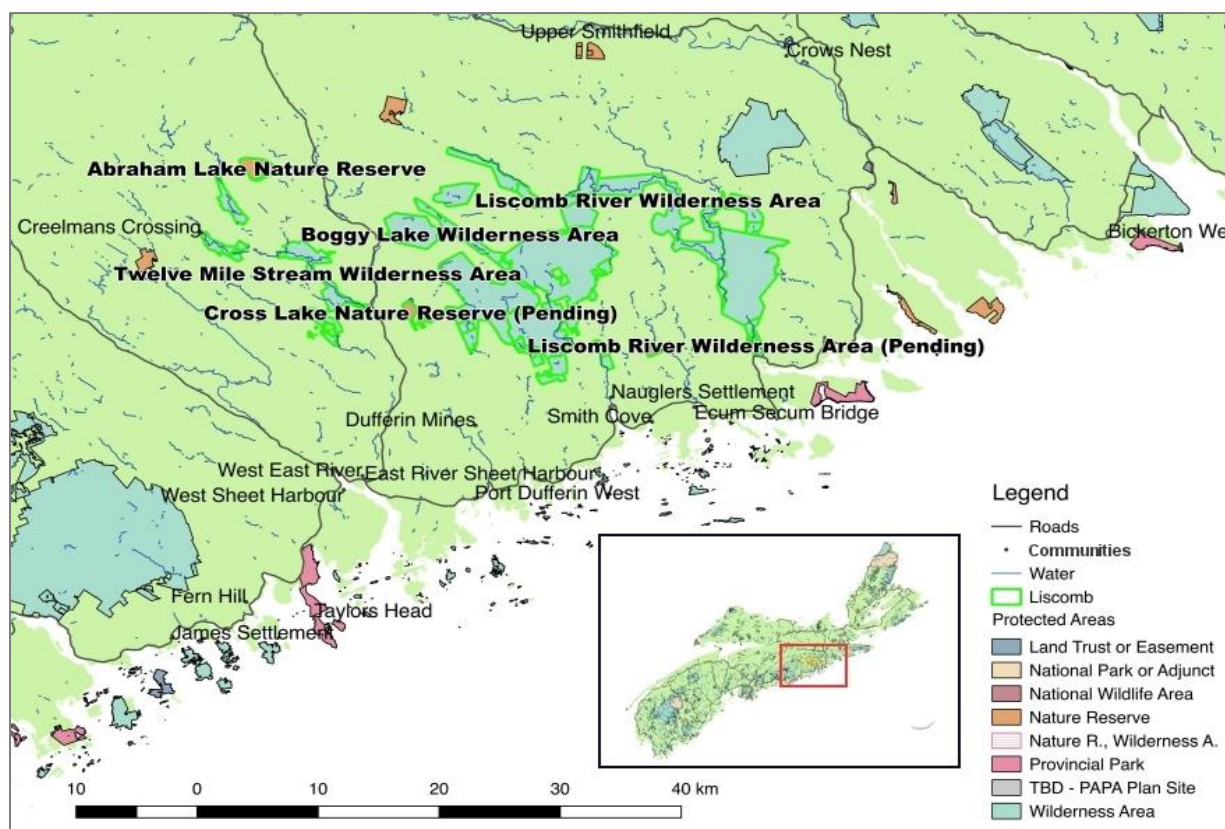 Upper Smithfield
Crows Nest
Abraham Lake Nature Reserve
Liscomb River Wilderness Area
Creelmans Crossing
Boggy Lake Wilderness Area
Bickerton We
Twelve Mile Stream Wilderness Area
Cross Lake Nature Reserve (Pending)
Liscomb River Wilderness Area (Pending)
Nauglers Settlement
Dufferin Mines
Smith Cove
Ecum Secum Bridge
West East River
East River Sheet Harbour
West Sheet Harbour
Port Dufferin West
Fern Hill
Taylors Head
James Settlement
Legend
Roads
Communities
Water
Liscomb
Protected Areas
Land Trust or Easement
National Park or Adjunct
National Wildlife Area
Nature Reserve
Nature R., Wilderness A.
Provincial Park
TBD - PAPA Plan Site
Wilderness Area
10 0 10 20 30 40 km